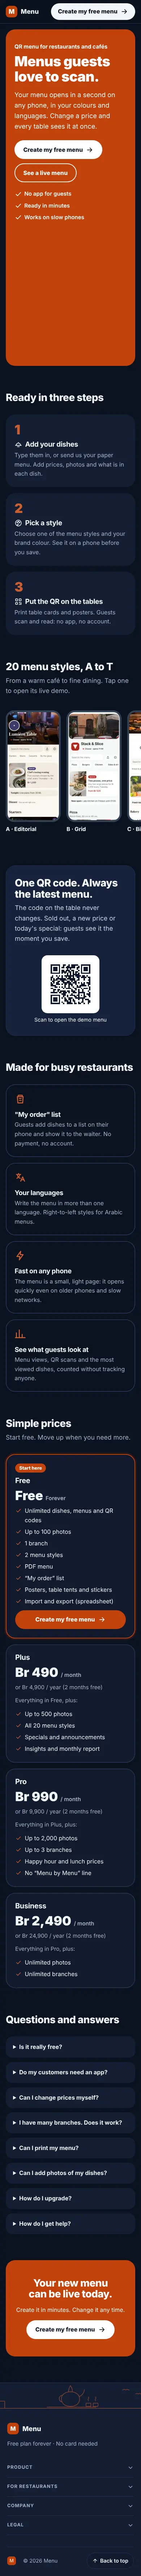 M Menu
Create my free menu →
QR menu for restaurants and cafés
Menus guests
love to scan.
Your menu opens in a second on
any phone, in your colours and
languages. Change a price and
every table sees it at once.
Create my free menu →
See a live menu
No app for guests
Ready in minutes
Works on slow phones
Ready in three steps
1
Add your dishes
Type them in, or send us your paper
menu. Add prices, photos and what is in
each dish.
2
Pick a style
Choose one of the menu styles and your
brand colour. See it on a phone before
you save.
3
Put the QR on the tables
Print table cards and posters. Guests
scan and read: no app, no account.
20 menu styles, A to T
From a warm café to fine dining. Tap one
to open its live demo.
A · Editorial
B · Grid
One QR code. Always
the latest menu.
The code on the table never
changes. Sold out, a new price or
today's special: guests see it the
moment you save.
Scan to open the demo menu
Made for busy restaurants
"My order" list
Guests add dishes to a list on their
phone and show it to the waiter. No
payment, no account.
Your languages
Write the menu in more than one
language. Right-to-left styles for Arabic
menus.
Fast on any phone
The menu is a small, light page: it opens
quickly even on older phones and slow
networks.
See what guests look at
Menu views, QR scans and the most
viewed dishes, counted without tracking
anyone.
Simple prices
Start free. Move up when you need more.
Start here
Free
Free Forever
Unlimited dishes, menus and QR
codes
Up to 100 photos
1 branch
2 menu styles
PDF menu
"My order" list
Posters, table tents and stickers
Import and export (spreadsheet)
Create my free menu →
Plus
Br 490 / month
or Br 4,900 / year (2 months free)
Everything in Free, plus:
Up to 500 photos
All 20 menu styles
Specials and announcements
Insights and monthly report
Pro
Br 990 / month
or Br 9,900 / year (2 months free)
Everything in Plus, plus:
Up to 2,000 photos
Up to 3 branches
Happy hour and lunch prices
No "Menu by Menu" line
Business
Br 2,490 / month
or Br 24,900 / year (2 months free)
Everything in Pro, plus:
Unlimited photos
Unlimited branches
Questions and answers
Is it really free?
Do my customers need an app?
Can I change prices myself?
I have many branches. Does it work?
Can I print my menu?
Can I add photos of my dishes?
How do I upgrade?
How do I get help?
Your new menu
can be live today.
Create it in minutes. Change it any time.
Create my free menu →
M Menu
Free plan forever · No card needed
PRODUCT
FOR RESTAURANTS
COMPANY
LEGAL
M © 2026 Menu
↑ Back to top